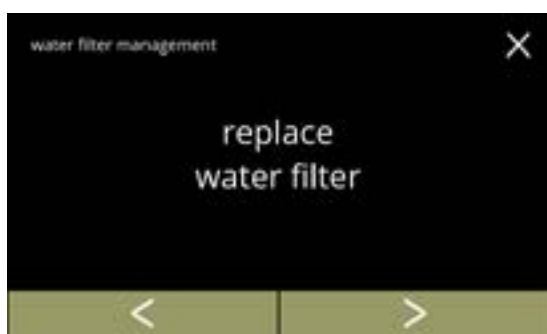 water filter management
replace
water filter
< >